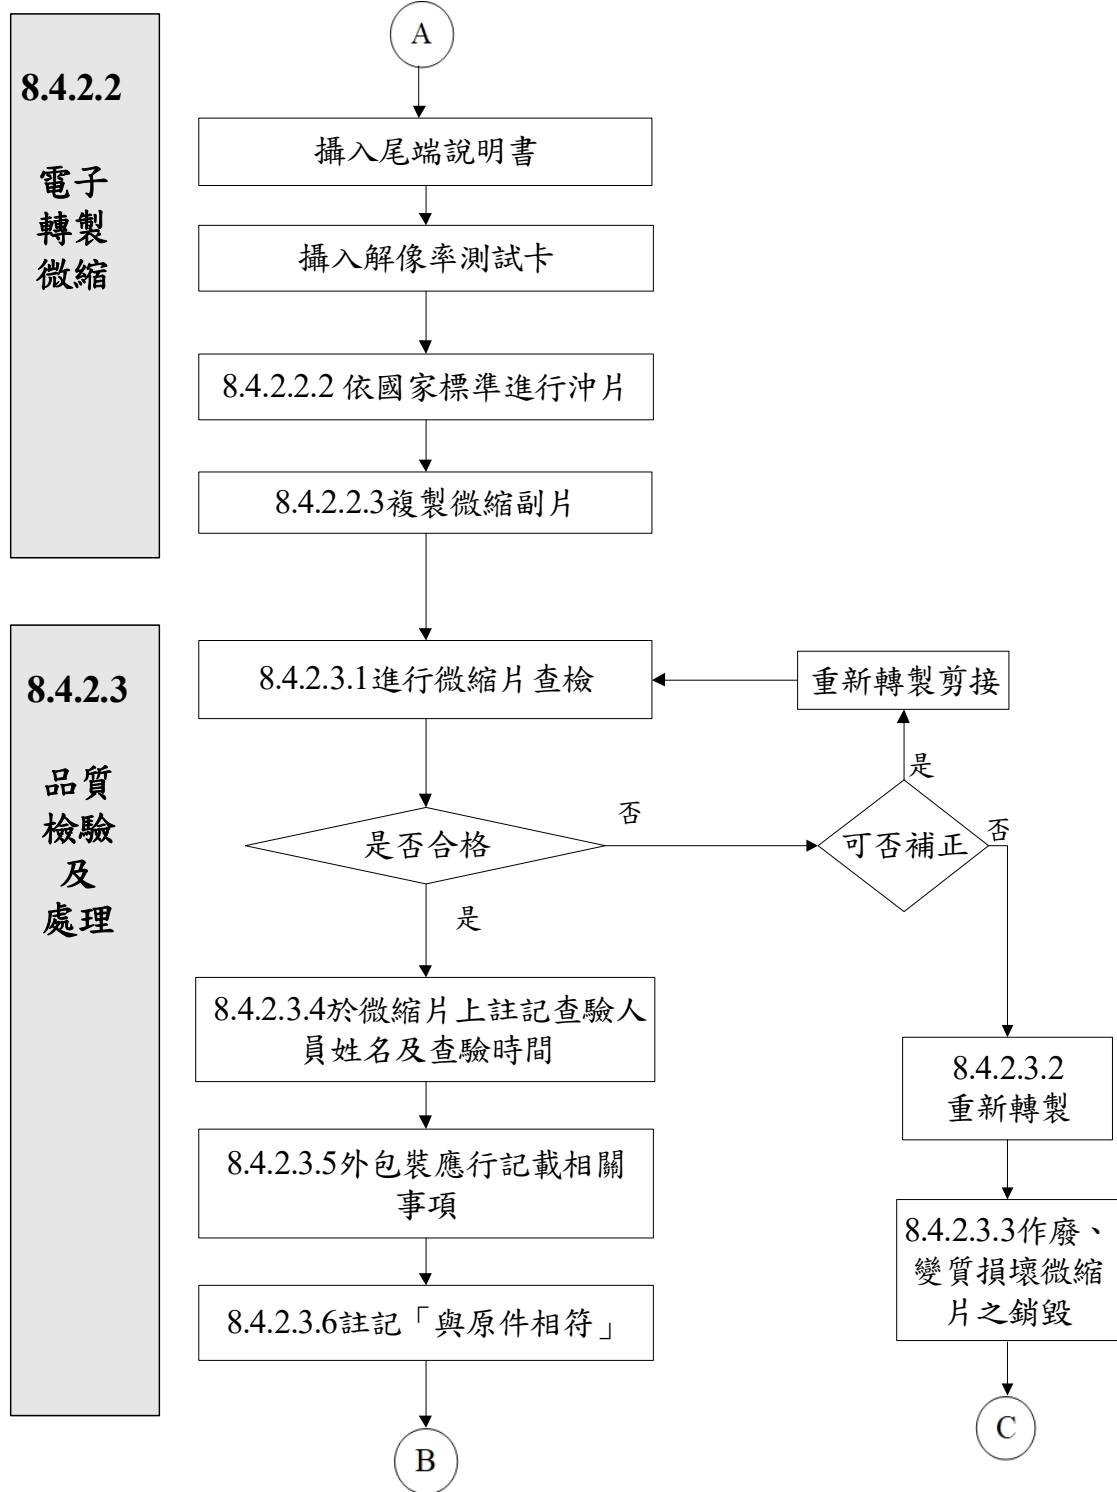 A
8.4.2.2
電子
轉製
微縮
攝入尾端說明書
攝入解像率測試卡
8.4.2.2.2 依國家標準進行沖片
8.4.2.2.3複製微縮副片
8.4.2.3
品質
檢驗
及
處理
8.4.2.3.1進行微縮片查檢
重新轉製剪接
是
是否合格
否
可否補正
否
是
8.4.2.3.4於微縮片上註記查驗人
員姓名及查驗時間
8.4.2.3.2
重新轉製
8.4.2.3.5外包裝應行記載相關
事項
8.4.2.3.3作廢、
變質損壞微縮
片之銷毀
8.4.2.3.6註記「與原件相符」
C
B